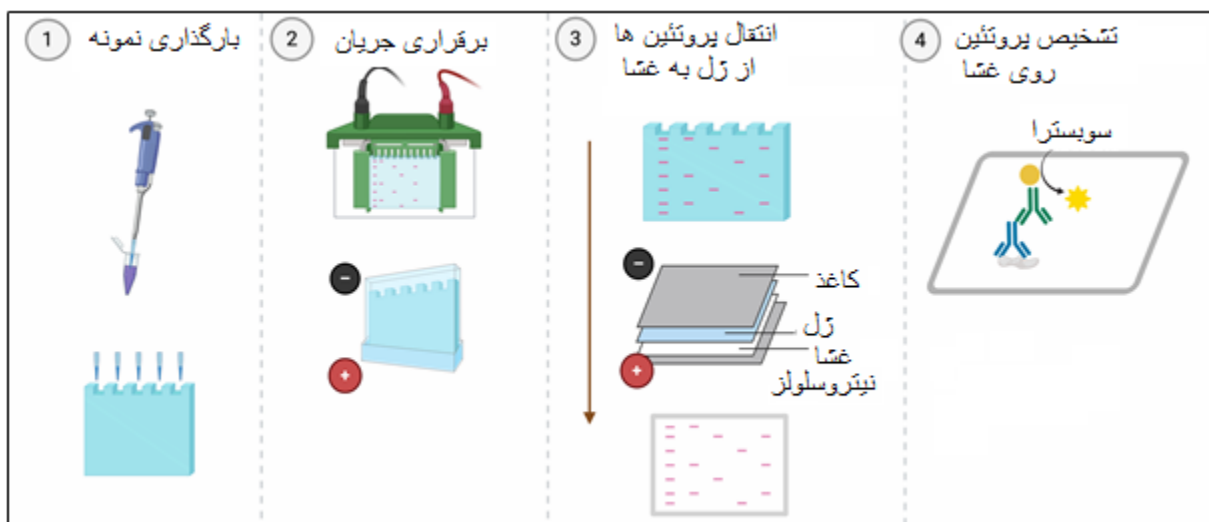 1
بارگذاری نمونه
2
برقراری جریان
−
+
3
انتقال پروتئین ها
از ژل به غشا
−
+
کاغذ
ژل
غشا
نیتروسلولز
4
تشخیص پروتئین
روی غشا
سوبسترا